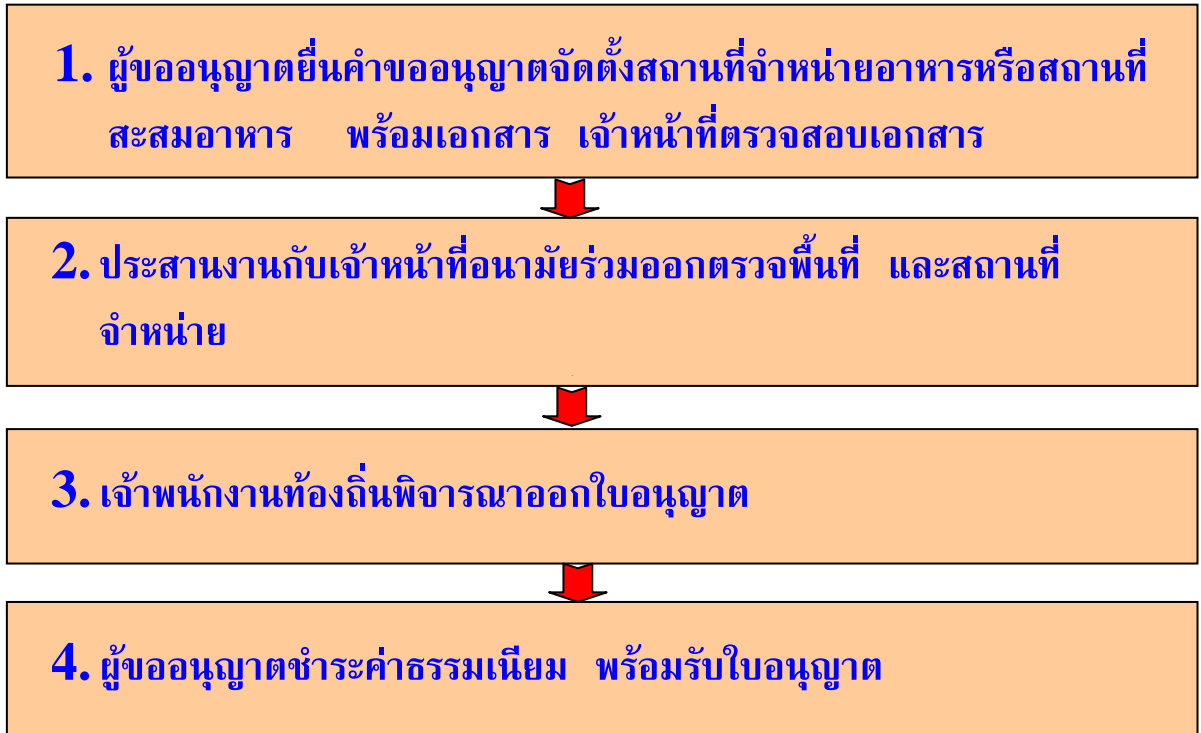 1. ผู้ขออนุญาตยื่นคำขออนุญาตจัดตั้งสถานที่จำหน่ายอาหารหรือสถานที่
สะสมอาหาร พร้อมเอกสาร เจ้าหน้าที่ตรวจสอบเอกสาร
2. ประสานงานกับเจ้าหน้าที่อนามัยร่วมออกตรวจพื้นที่ และสถานที่
จำหน่าย
3. เจ้าพนักงานท้องถิ่นพิจารณาออกใบอนุญาต
4. ผู้ขออนุญาตชำระค่าธรรมเนียม พร้อมรับใบอนุญาต